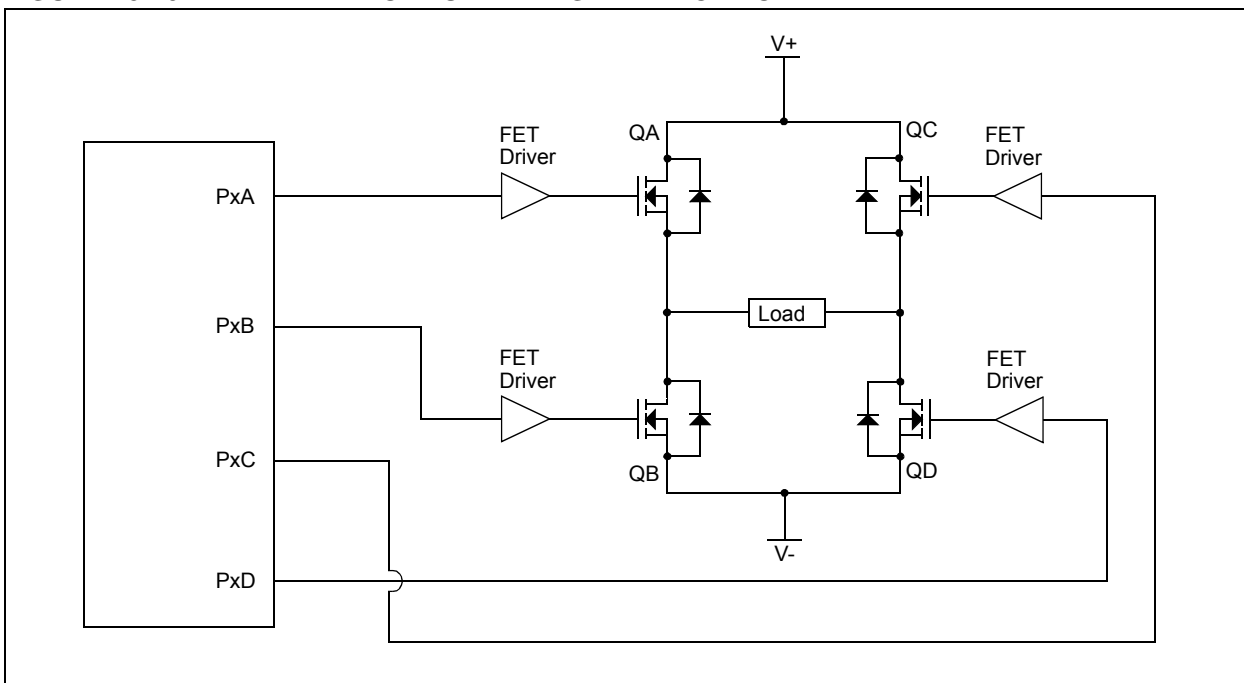 V+
QA
QC
FET
Driver
FET
Driver
PxA
PxB
Load
FET
Driver
FET
Driver
PxC
QB
QD
V-
PxD